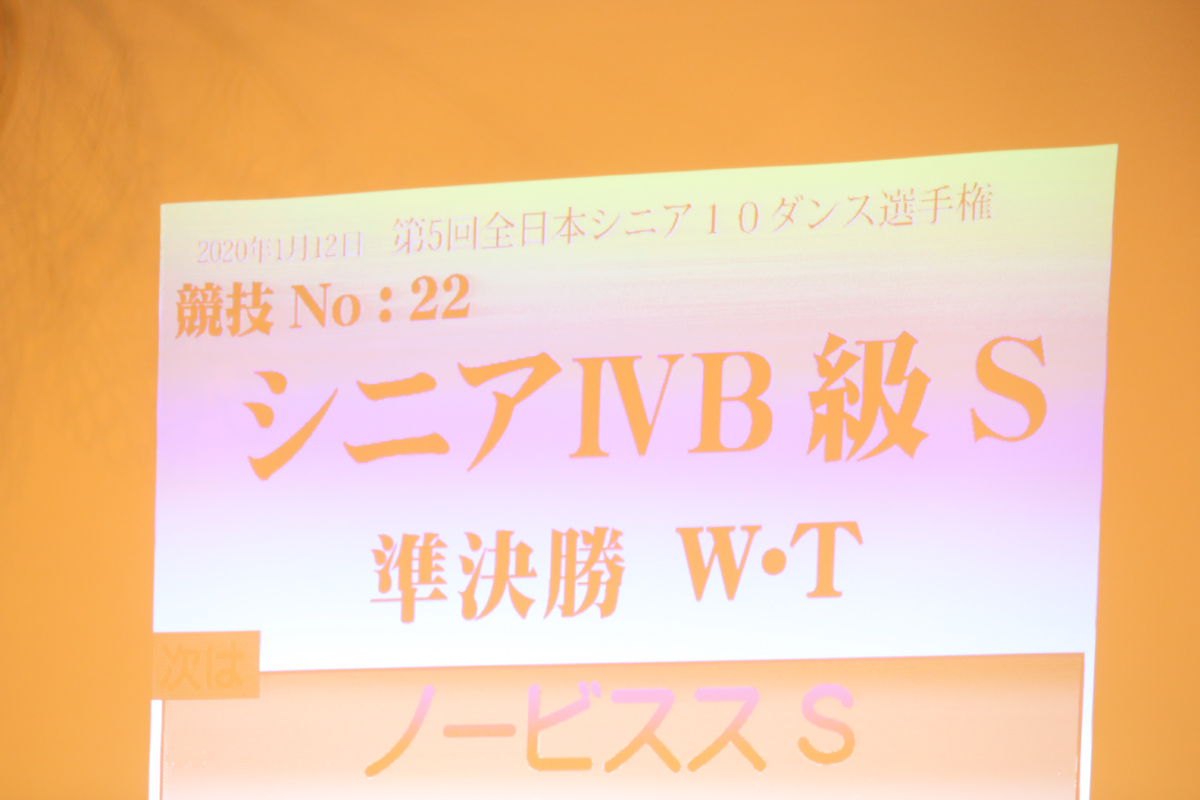 2020年1月12日 第5回全日本シニア１０ダンス選手権
競技 No : 22
シニアⅣB級 S
準決勝 W・T
次は
ノービスス S